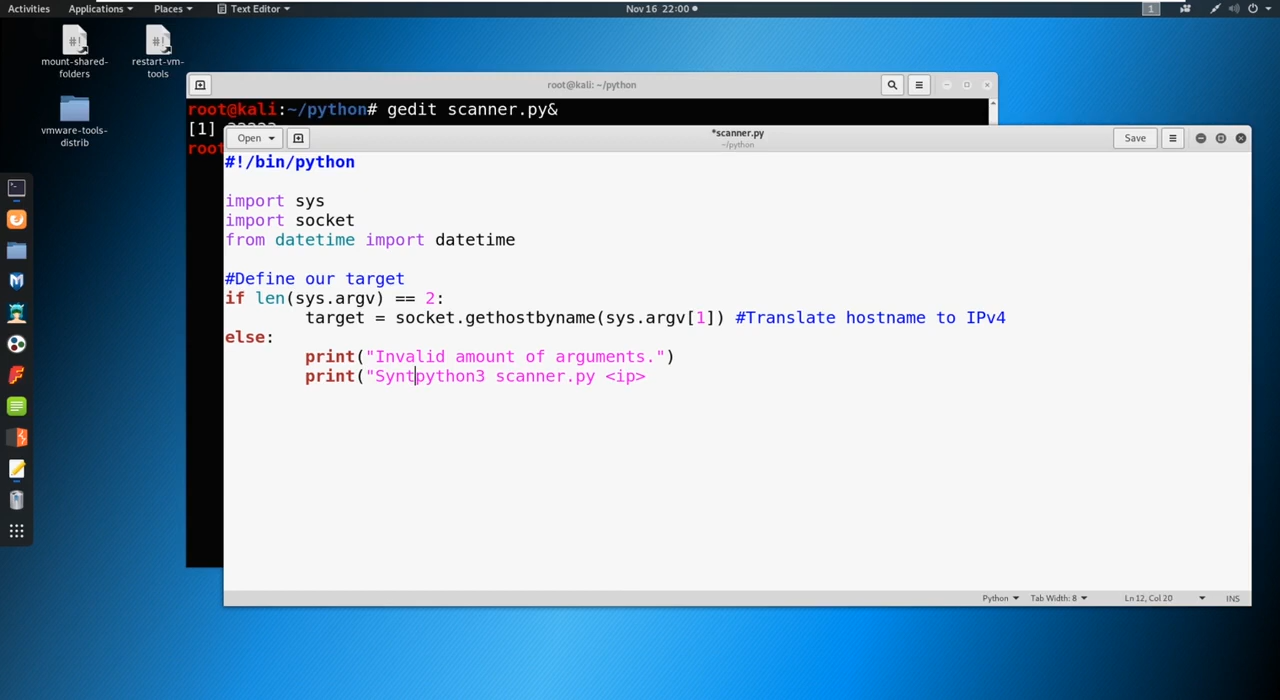 Activities Applications Places Text Editor Nov 16 22:00 1
mount-shared-folders
restart-vm-tools
vmware-tools-distrib
root@kali: ~/python
root@kali:~/python# gedit scanner.py&
[1]
root
Open *scanner.py Save
~/python
#!/bin/python
import sys
import socket
from datetime import datetime
#Define our target
if len(sys.argv) == 2:
target = socket.gethostbyname(sys.argv[1]) #Translate hostname to IPv4
else:
print("Invalid amount of arguments.")
print("Syntpython3 scanner.py <ip>
Python Tab Width: 8 Ln 12, Col 20 INS